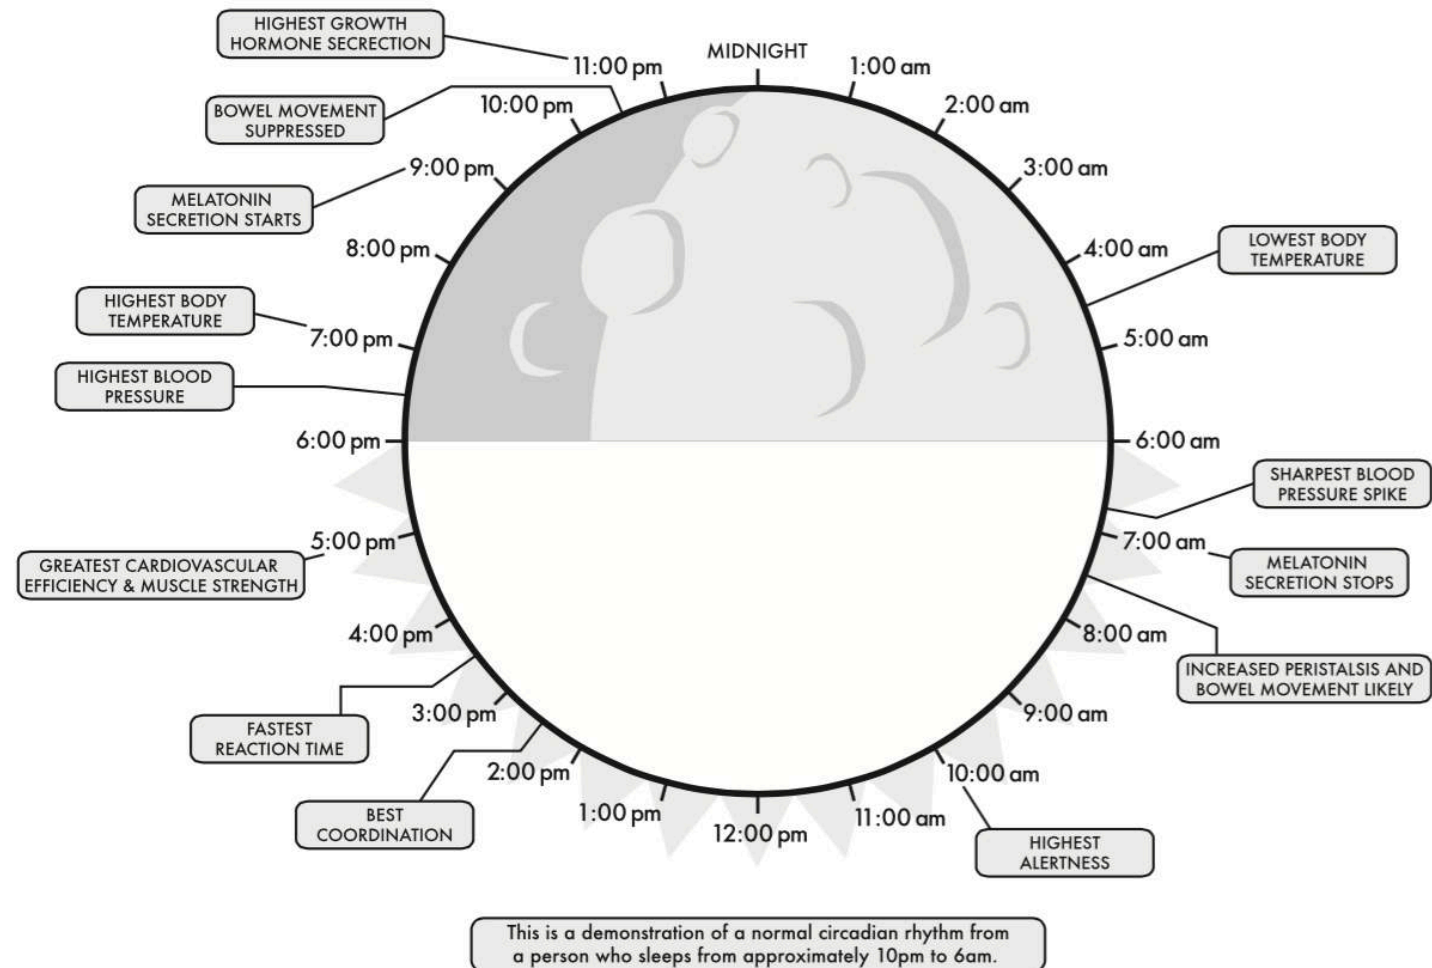 HIGHEST GROWTH
HORMONE SECRECTION
MIDNIGHT
11:00 pm
1:00 am
BOWEL MOVEMENT
SUPPRESSED
10:00 pm
2:00 am
9:00 pm
3:00 am
MELATONIN
SECRETION STARTS
8:00 pm
4:00 am
LOWEST BODY
TEMPERATURE
HIGHEST BODY
TEMPERATURE
7:00 pm
5:00 am
HIGHEST BLOOD
PRESSURE
6:00 pm
6:00 am
SHARPEST BLOOD
PRESSURE SPIKE
5:00 pm
7:00 am
GREATEST CARDIOVASCULAR
EFFICIENCY & MUSCLE STRENGTH
MELATONIN
SECRETION STOPS
4:00 pm
8:00 am
INCREASED PERISTALSIS AND
BOWEL MOVEMENT LIKELY
3:00 pm
9:00 am
FASTEST
REACTION TIME
2:00 pm
10:00 am
BEST
COORDINATION
1:00 pm
11:00 am
12:00 pm
HIGHEST
ALERTNESS
This is a demonstration of a normal circadian rhythm from
a person who sleeps from approximately 10pm to 6am.